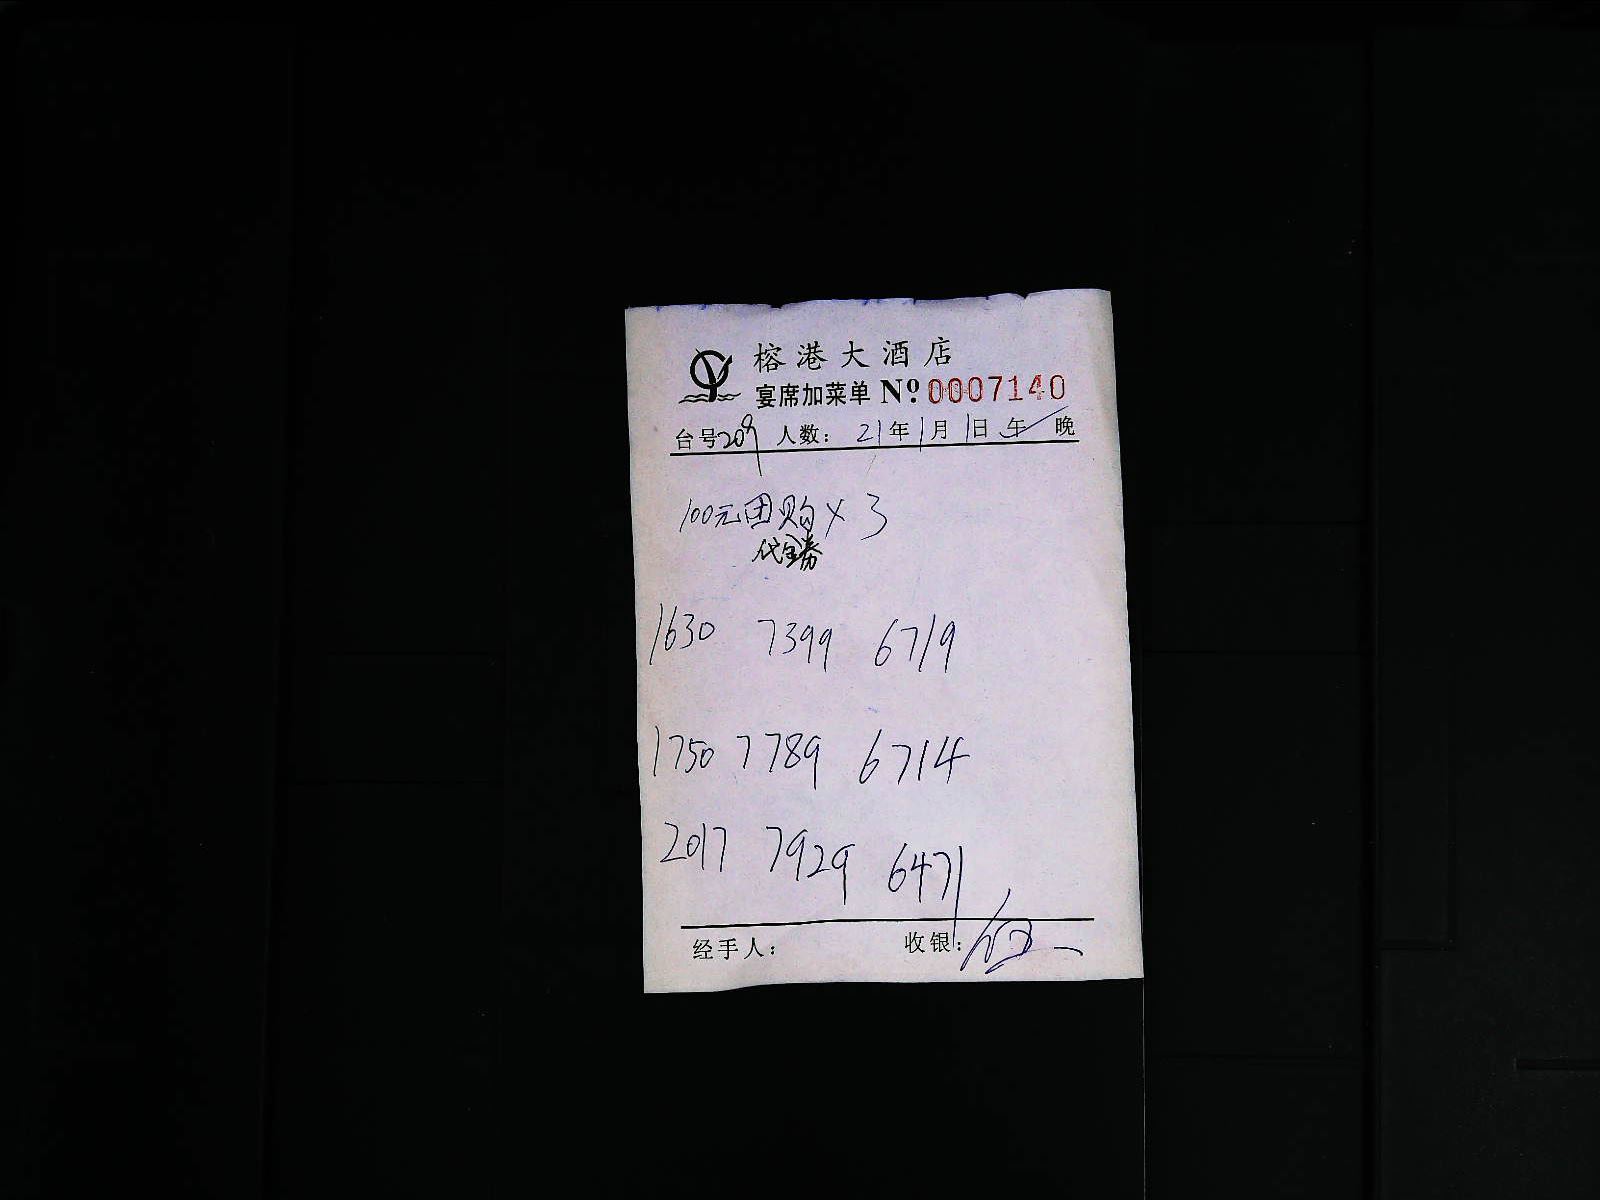 榕港大酒店
宴席加菜单 Nº 0007140
台号209 人数： 21年1月1日 午 晚
100元团购 × 3
代金券
1630 7399 6719
1750 7789 6714
2017 7929 6471
经手人： 收银：